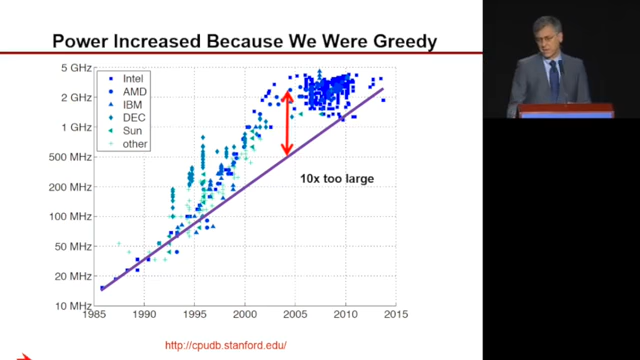 Power Increased Because We Were Greedy
5 GHz
2 GHz
1 GHz
500 MHz
200 MHz
100 MHz
50 MHz
20 MHz
10 MHz
Intel
AMD
IBM
DEC
Sun
other
10x too large
1985
1990
1995
2000
2005
2010
2015
http://cpudb.stanford.edu/